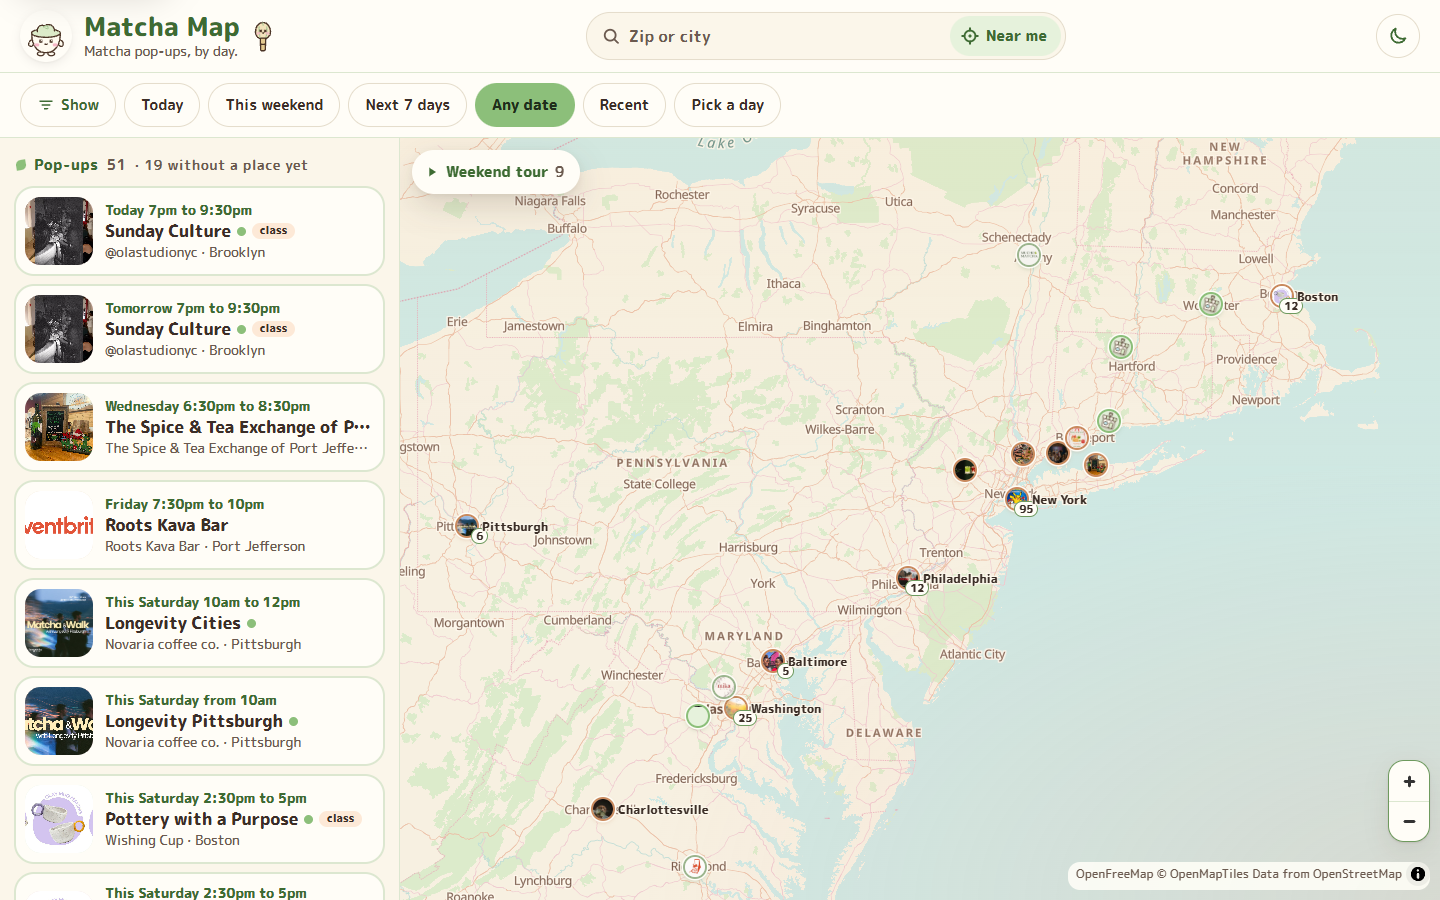 Matcha Map
Matcha pop-ups, by day.
Zip or city
Near me
Show
Today
This weekend
Next 7 days
Any date
Recent
Pick a day
Pop-ups 51 · 19 without a place yet
Today 7pm to 9:30pm
Sunday Culture
class
@olastudionyc · Brooklyn
Tomorrow 7pm to 9:30pm
Sunday Culture
class
@olastudionyc · Brooklyn
Wednesday 6:30pm to 8:30pm
The Spice & Tea Exchange of P···
The Spice & Tea Exchange of Port Jeffe···
ventbrit
Friday 7:30pm to 10pm
Roots Kava Bar
Roots Kava Bar · Port Jefferson
Matcha & Walk
This Saturday 10am to 12pm
Longevity Cities
Novaria coffee co. · Pittsburgh
This Saturday from 10am
Longevity Pittsburgh
Novaria coffee co. · Pittsburgh
This Saturday 2:30pm to 5pm
Pottery with a Purpose
class
Wishing Cup · Boston
This Saturday 2:30pm to 5pm
Weekend tour 9
Lake
NEW
HAMPSHIRE
Concord
Manchester
Rochester
Niagara Falls
Syracuse
Utica
Buffalo
Schenectady
Lowell
Ithaca
Boston
12
Erie
Jamestown
Elmira
Binghamton
Providence
Hartford
Newport
Scranton
Wilkes-Barre
gstown
PENNSYLVANIA
State College
New York
95
Pittsburgh
6
Johnstown
Harrisburg
Trenton
eling
York
Philadelphia
12
Wilmington
Morgantown
Cumberland
MARYLAND
Atlantic City
Baltimore
5
Winchester
Washington
25
DELAWARE
Fredericksburg
Charlottesville
Lynchburg
Roanoke
+
−
OpenFreeMap © OpenMapTiles Data from OpenStreetMap